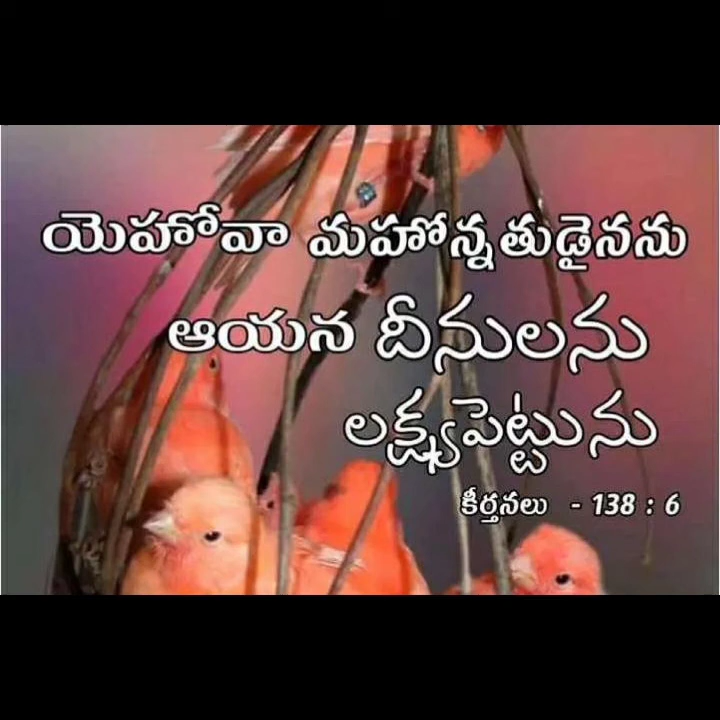 యెహోవా మహోన్నతుడైనను
ఆయన దీనులను
లక్ష్యపెట్టును
కీర్తనలు - 138 : 6